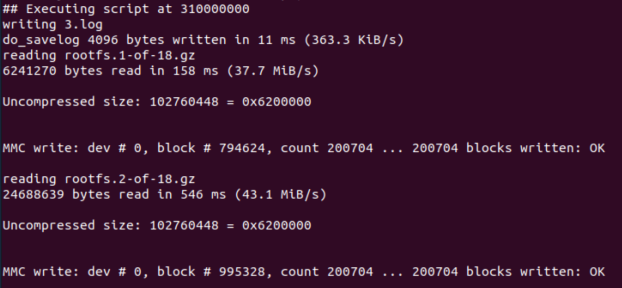 ## Executing script at 310000000
writing 3.log
do_savelog 4096 bytes written in 11 ms (363.3 KiB/s)
reading rootfs.1-of-18.gz
6241270 bytes read in 158 ms (37.7 MiB/s)
Uncompressed size: 102760448 = 0x6200000
MMC write: dev # 0, block # 794624, count 200704 ... 200704 blocks written: OK
reading rootfs.2-of-18.gz
24688639 bytes read in 546 ms (43.1 MiB/s)
Uncompressed size: 102760448 = 0x6200000
MMC write: dev # 0, block # 995328, count 200704 ... 200704 blocks written: OK